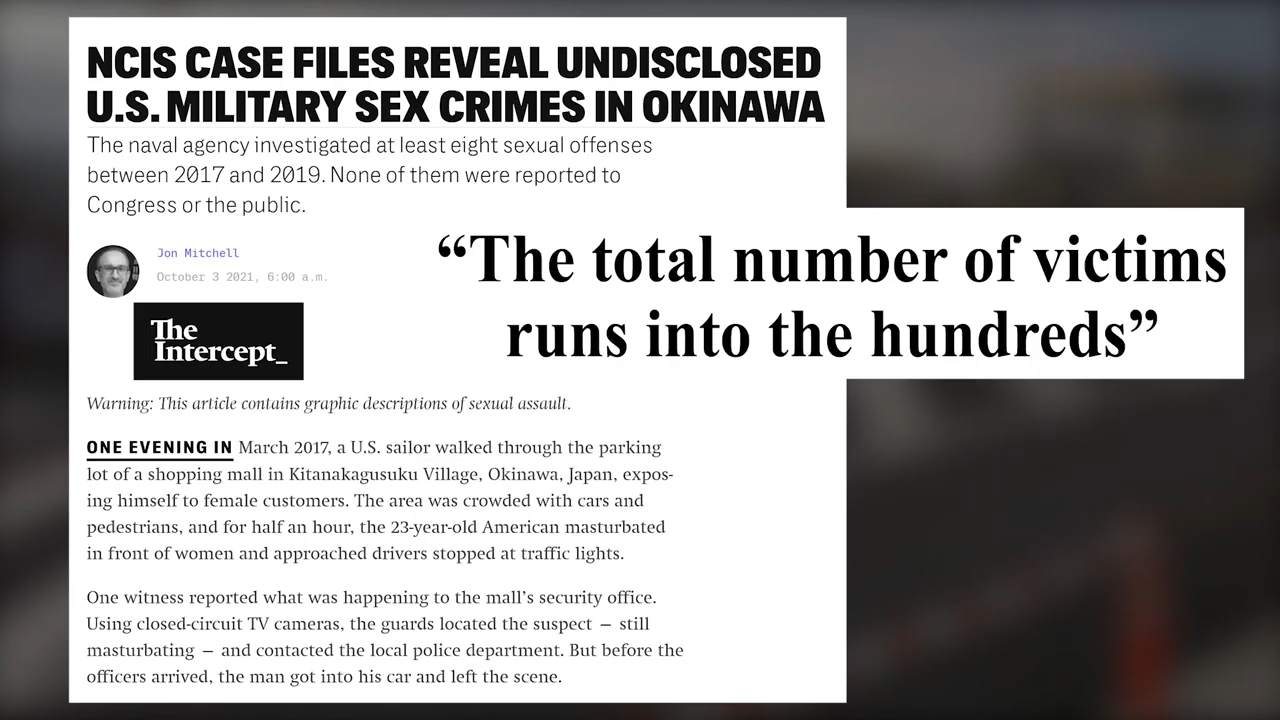 NCIS CASE FILES REVEAL UNDISCLOSED
U.S. MILITARY SEX CRIMES IN OKINAWA
The naval agency investigated at least eight sexual offenses
between 2017 and 2019. None of them were reported to
Congress or the public.
Jon Mitchell
October 3 2021, 6:00 a.m.
The
Intercept_
“The total number of victims
runs into the hundreds”
Warning: This article contains graphic descriptions of sexual assault.
ONE EVENING IN March 2017, a U.S. sailor walked through the parking
lot of a shopping mall in Kitanakagusuku Village, Okinawa, Japan, expos-
ing himself to female customers. The area was crowded with cars and
pedestrians, and for half an hour, the 23-year-old American masturbated
in front of women and approached drivers stopped at traffic lights.
One witness reported what was happening to the mall’s security office.
Using closed-circuit TV cameras, the guards located the suspect – still
masturbating – and contacted the local police department. But before the
officers arrived, the man got into his car and left the scene.